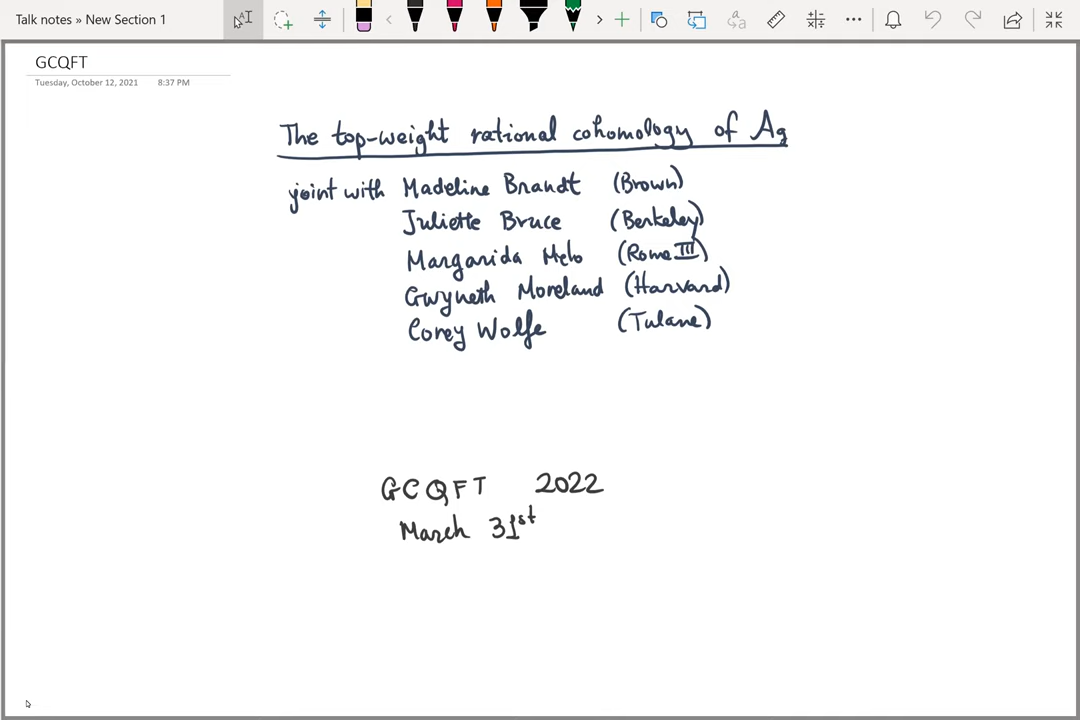 Talk notes » New Section 1
GCQFT
Tuesday, October 12, 2021 8:37 PM
The top-weight rational cohomology of Ag
joint with Madeline Brandt (Brown)
Juliette Bruce (Berkeley)
Margarida Melo (Roma III)
Gwyneth Moreland (Harvard)
Corey Wolfe (Tulane)
GCQFT 2022
March 31st